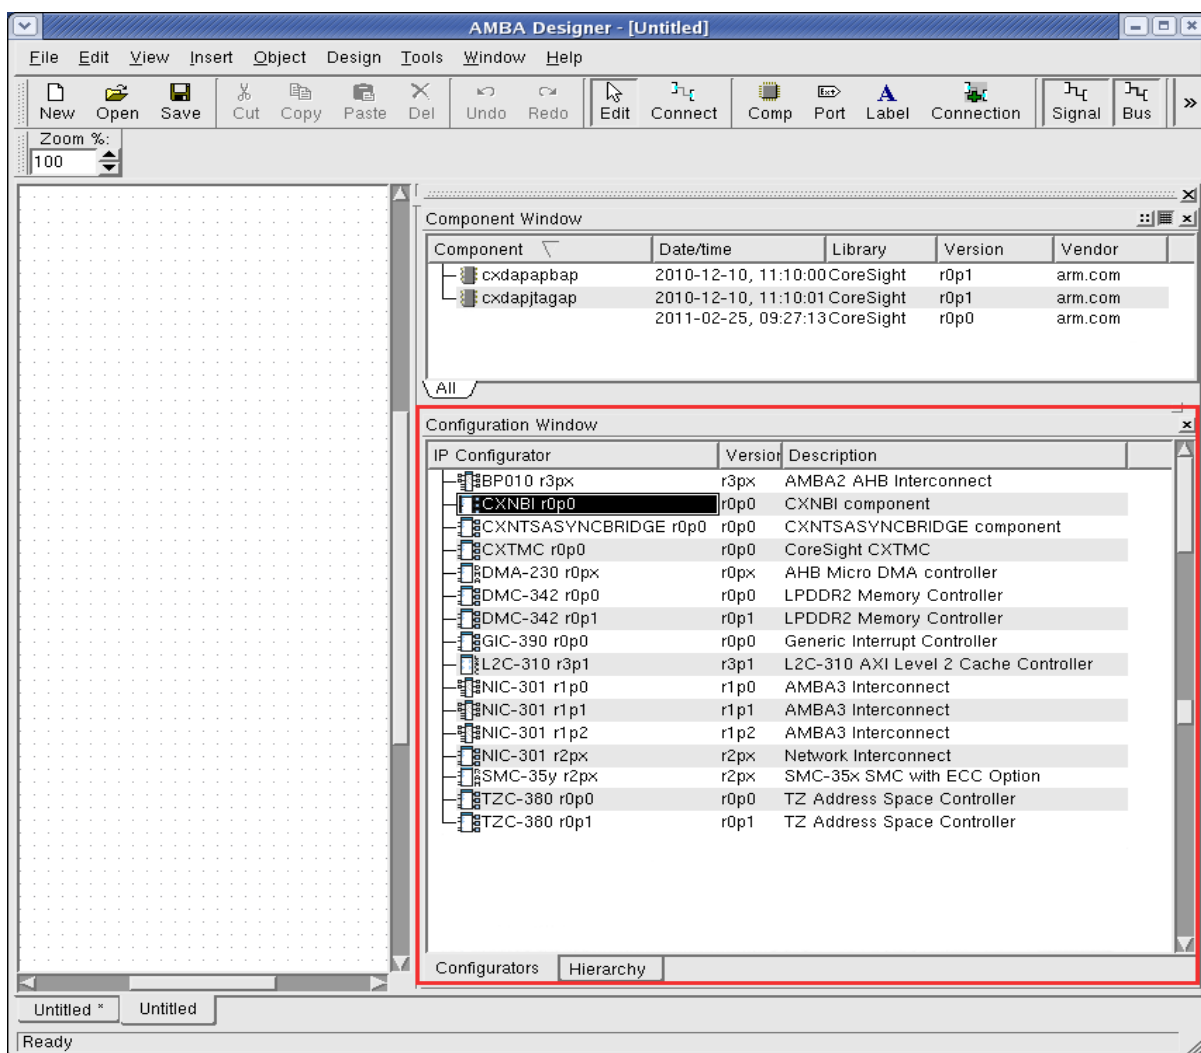 AMBA Designer - [Untitled]
File Edit View Insert Object Design Tools Window Help
New Open Save Cut Copy Paste Del Undo Redo Edit Connect Comp Port Label Connection Signal Bus »
Zoom %:
100
Component Window
Component Date/time Library Version Vendor
cxdapapbap 2010-12-10, 11:10:00 CoreSight r0p1 arm.com
cxdapjtagap 2010-12-10, 11:10:01 CoreSight r0p1 arm.com
2011-02-25, 09:27:13 CoreSight r0p0 arm.com
All
Configuration Window
IP Configurator Version Description
BP010 r3px r3px AMBA2 AHB Interconnect
CXNBI r0p0 r0p0 CXNBI component
CXNTSASYNCBRIDGE r0p0 r0p0 CXNTSASYNCBRIDGE component
CXTMC r0p0 r0p0 CoreSight CXTMC
DMA-230 r0px r0px AHB Micro DMA controller
DMC-342 r0p0 r0p0 LPDDR2 Memory Controller
DMC-342 r0p1 r0p1 LPDDR2 Memory Controller
GIC-390 r0p0 r0p0 Generic Interrupt Controller
L2C-310 r3p1 r3p1 L2C-310 AXI Level 2 Cache Controller
NIC-301 r1p0 r1p0 AMBA3 Interconnect
NIC-301 r1p1 r1p1 AMBA3 Interconnect
NIC-301 r1p2 r1p2 AMBA3 Interconnect
NIC-301 r2px r2px Network Interconnect
SMC-35y r2px r2px SMC-35x SMC with ECC Option
TZC-380 r0p0 r0p0 TZ Address Space Controller
TZC-380 r0p1 r0p1 TZ Address Space Controller
Configurators Hierarchy
Untitled * Untitled
Ready